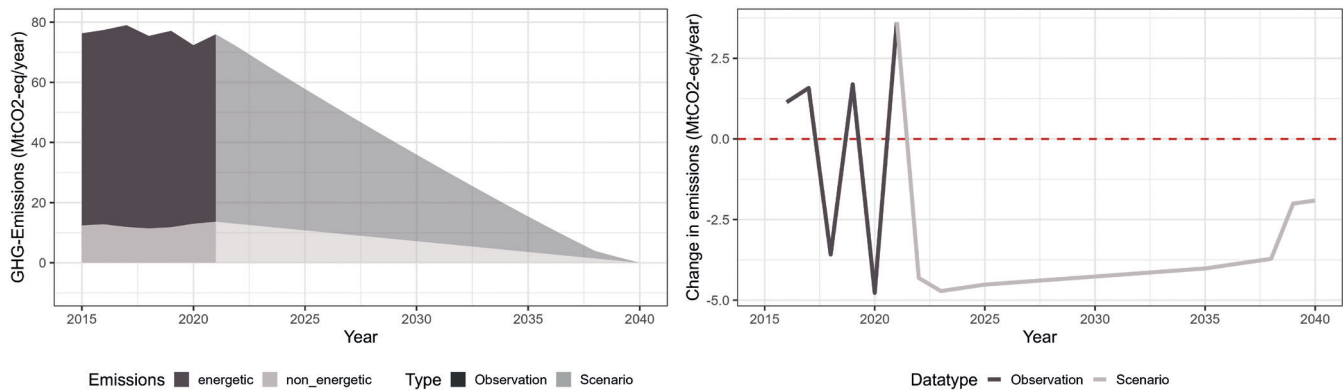 GHG-Emissions (MtCO2-eq/year)
80
60
40
20
0
2015 2020 2025 2030 2035 2040
Year
Emissions energetic non_energetic Type Observation Scenario
Change in emissions (MtCO2-eq/year)
2.5
0.0
-2.5
-5.0
2015 2020 2025 2030 2035 2040
Year
Datatype Observation Scenario